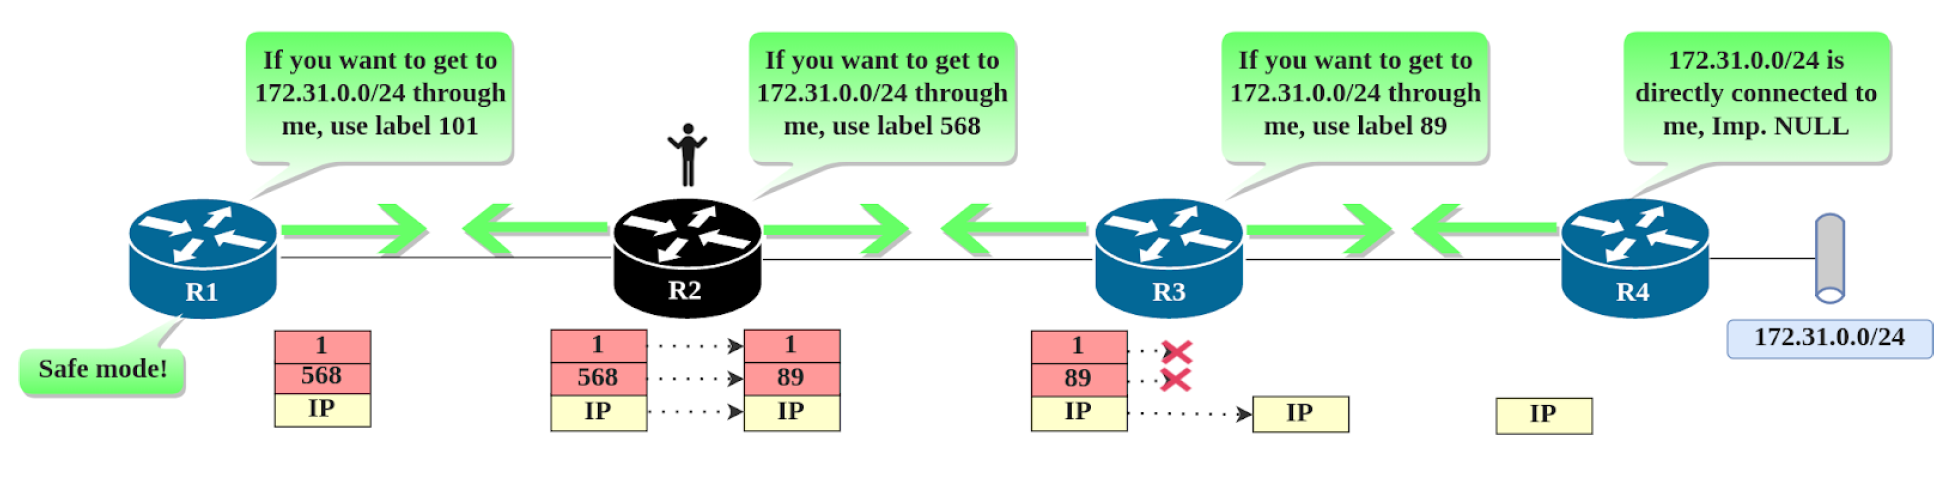 If you want to get to
172.31.0.0/24 through
me, use label 101
If you want to get to
172.31.0.0/24 through
me, use label 568
If you want to get to
172.31.0.0/24 through
me, use label 89
172.31.0.0/24 is
directly connected to
me, Imp. NULL
R1
R2
R3
R4
172.31.0.0/24
Safe mode!
1
568
IP
1
568
IP
1
89
IP
1
89
IP
IP
IP